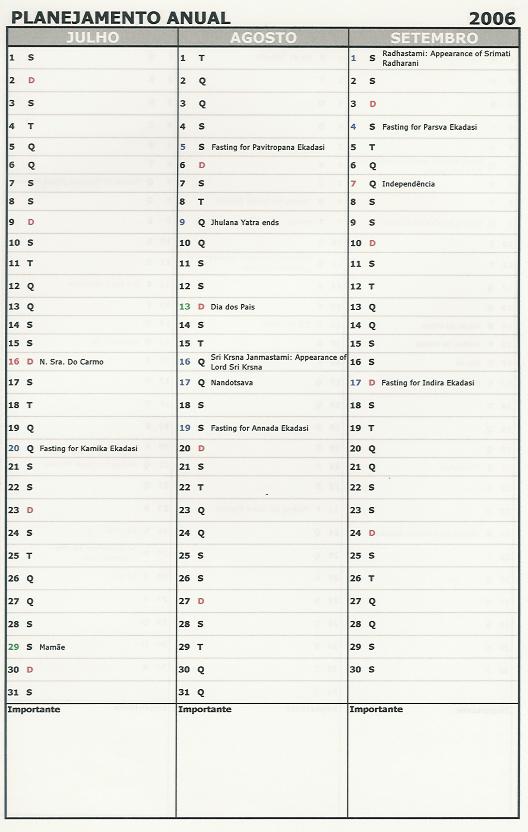 PLANEJAMENTO ANUAL 2006
JULHO
1 S
2 D
3 S
4 T
5 Q
6 Q
7 S
8 S
9 D
10 S
11 T
12 Q
13 Q
14 S
15 S
16 D N. Sra. Do Carmo
17 S
18 T
19 Q
20 Q Fasting for Kamika Ekadasi
21 S
22 S
23 D
24 S
25 T
26 Q
27 Q
28 S
29 S Mamãe
30 D
31 S
Importante
AGOSTO
1 T
2 Q
3 Q
4 S
5 S Fasting for Pavitropana Ekadasi
6 D
7 S
8 T
9 Q Jhulana Yatra ends
10 Q
11 S
12 S
13 D Dia dos Pais
14 S
15 T
16 Q Sri Krsna Janmastami: Appearance of
Lord Sri Krsna
17 Q Nandotsava
18 S
19 S Fasting for Annada Ekadasi
20 D
21 S
22 T
23 Q
24 Q
25 S
26 S
27 D
28 S
29 T
30 Q
31 Q
Importante
SETEMBRO
1 S Radhastami: Appearance of Srimati
Radharani
2 S
3 D
4 S Fasting for Parsva Ekadasi
5 T
6 Q
7 Q Independência
8 S
9 S
10 D
11 S
12 T
13 Q
14 Q
15 S
16 S
17 D Fasting for Indira Ekadasi
18 S
19 T
20 Q
21 Q
22 S
23 S
24 D
25 S
26 T
27 Q
28 Q
29 S
30 S
Importante